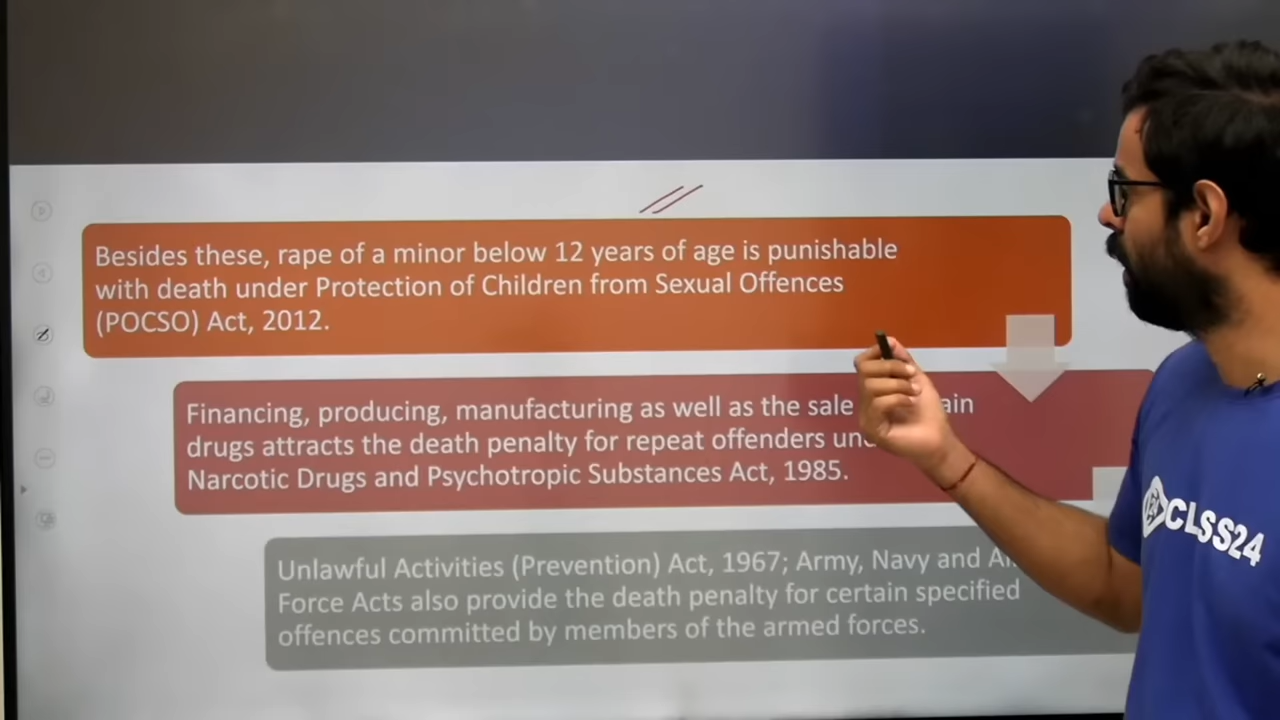 Besides these, rape of a minor below 12 years of age is punishable
with death under Protection of Children from Sexual Offences
(POCSO) Act, 2012.
Financing, producing, manufacturing as well as the sale
drugs attracts the death penalty for repeat offenders
Narcotic Drugs and Psychotropic Substances Act, 1985.
Unlawful Activities (Prevention) Act, 1967; Army, Navy and
Force Acts also provide the death penalty for certain specified
offences committed by members of the armed forces.
CLSS24